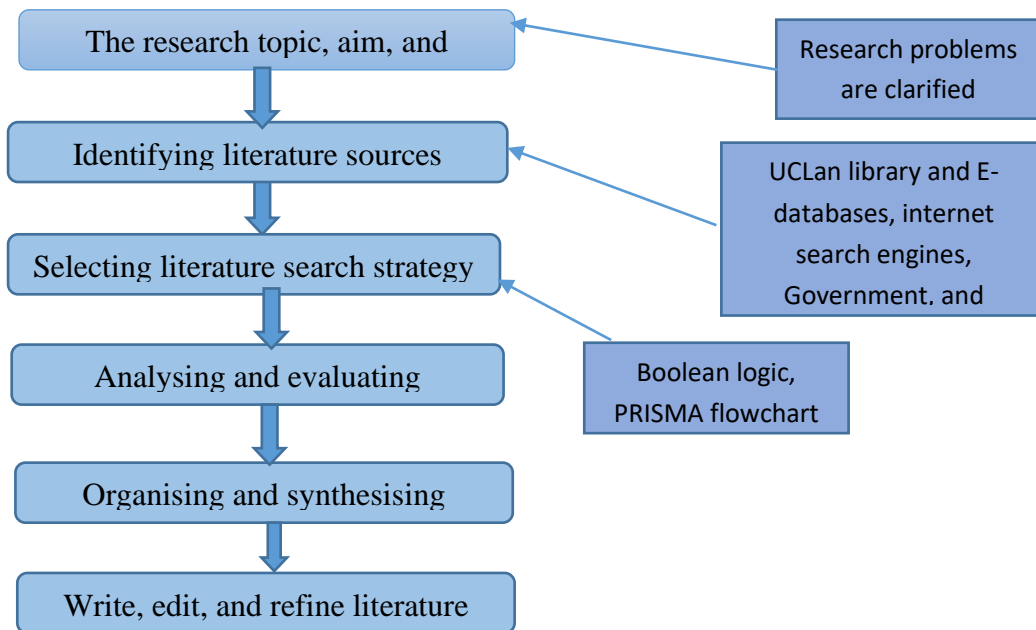 The research topic, aim, and
Research problems
are clarified
Identifying literature sources
UCLan library and E-
databases, internet
search engines,
Government, and
Selecting literature search strategy
Boolean logic,
PRISMA flowchart
Analysing and evaluating
Organising and synthesising
Write, edit, and refine literature